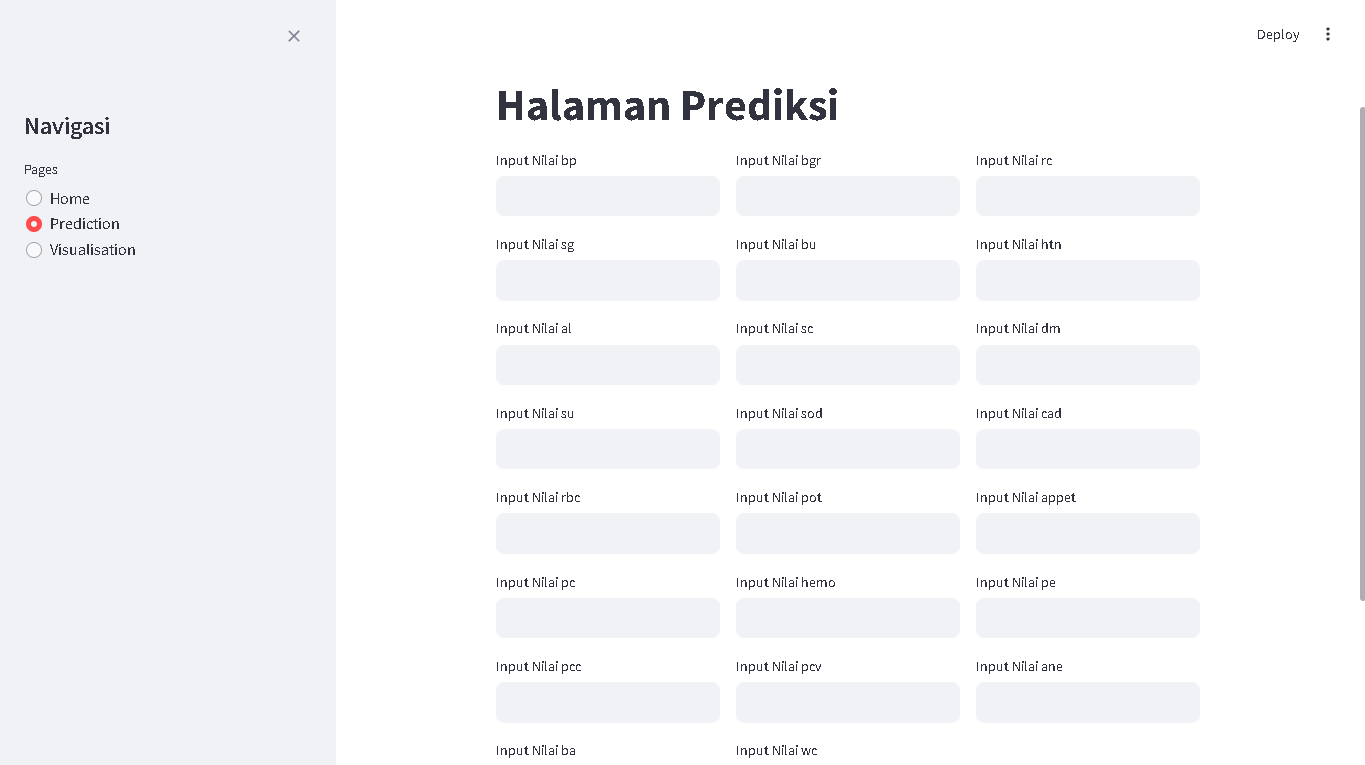 Deploy
Navigasi
Pages
Home
Prediction
Visualisation
Halaman Prediksi
Input Nilai bp
Input Nilai bgr
Input Nilai rc
Input Nilai sg
Input Nilai bu
Input Nilai htn
Input Nilai al
Input Nilai sc
Input Nilai dm
Input Nilai su
Input Nilai sod
Input Nilai cad
Input Nilai rbc
Input Nilai pot
Input Nilai appet
Input Nilai pc
Input Nilai hemo
Input Nilai pe
Input Nilai pcc
Input Nilai pcv
Input Nilai ane
Input Nilai ba
Input Nilai wc